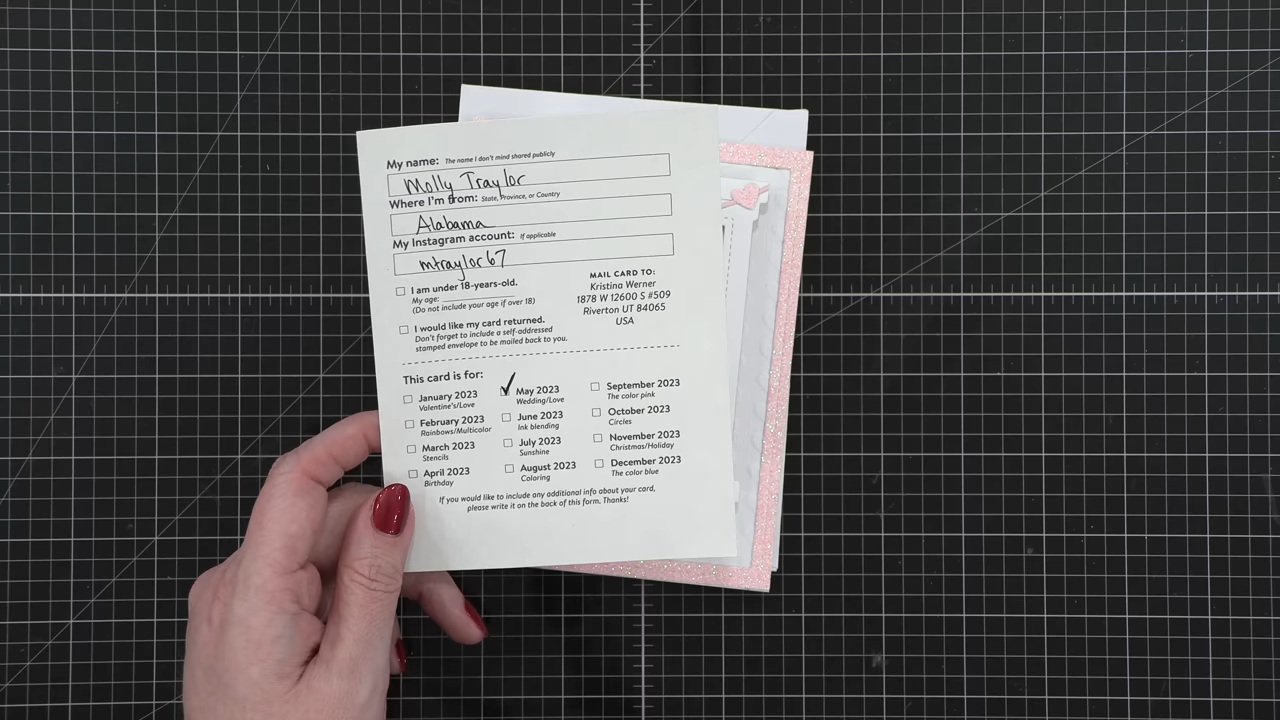 My name: The name I don't mind shared publicly
Molly Traylor
Where I'm from: State, Province, or Country
Alabama
My Instagram account: If applicable
mtraylor67
I am under 18-years-old.
My age: ____________
(Do not include your age if over 18)
I would like my card returned.
Don't forget to include a self-addressed
stamped envelope to be mailed back to you.
MAIL CARD TO:
Kristina Werner
1878 W 12600 S #509
Riverton UT 84065
USA
This card is for:
January 2023
Valentine's/Love
February 2023
Rainbows/Multicolor
March 2023
Stencils
April 2023
Birthday
May 2023
Wedding/Love
June 2023
Ink blending
July 2023
Sunshine
August 2023
Coloring
September 2023
The color pink
October 2023
Circles
November 2023
Christmas/Holiday
December 2023
The color blue
If you would like to include any additional info about your card,
please write it on the back of this form. Thanks!